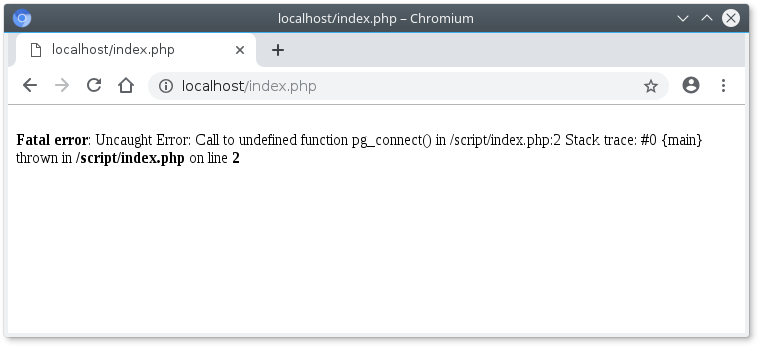 localhost/index.php – Chromium
localhost/index.php
localhost/index.php
Fatal error: Uncaught Error: Call to undefined function pg_connect() in /script/index.php:2 Stack trace: #0 {main}
thrown in /script/index.php on line 2